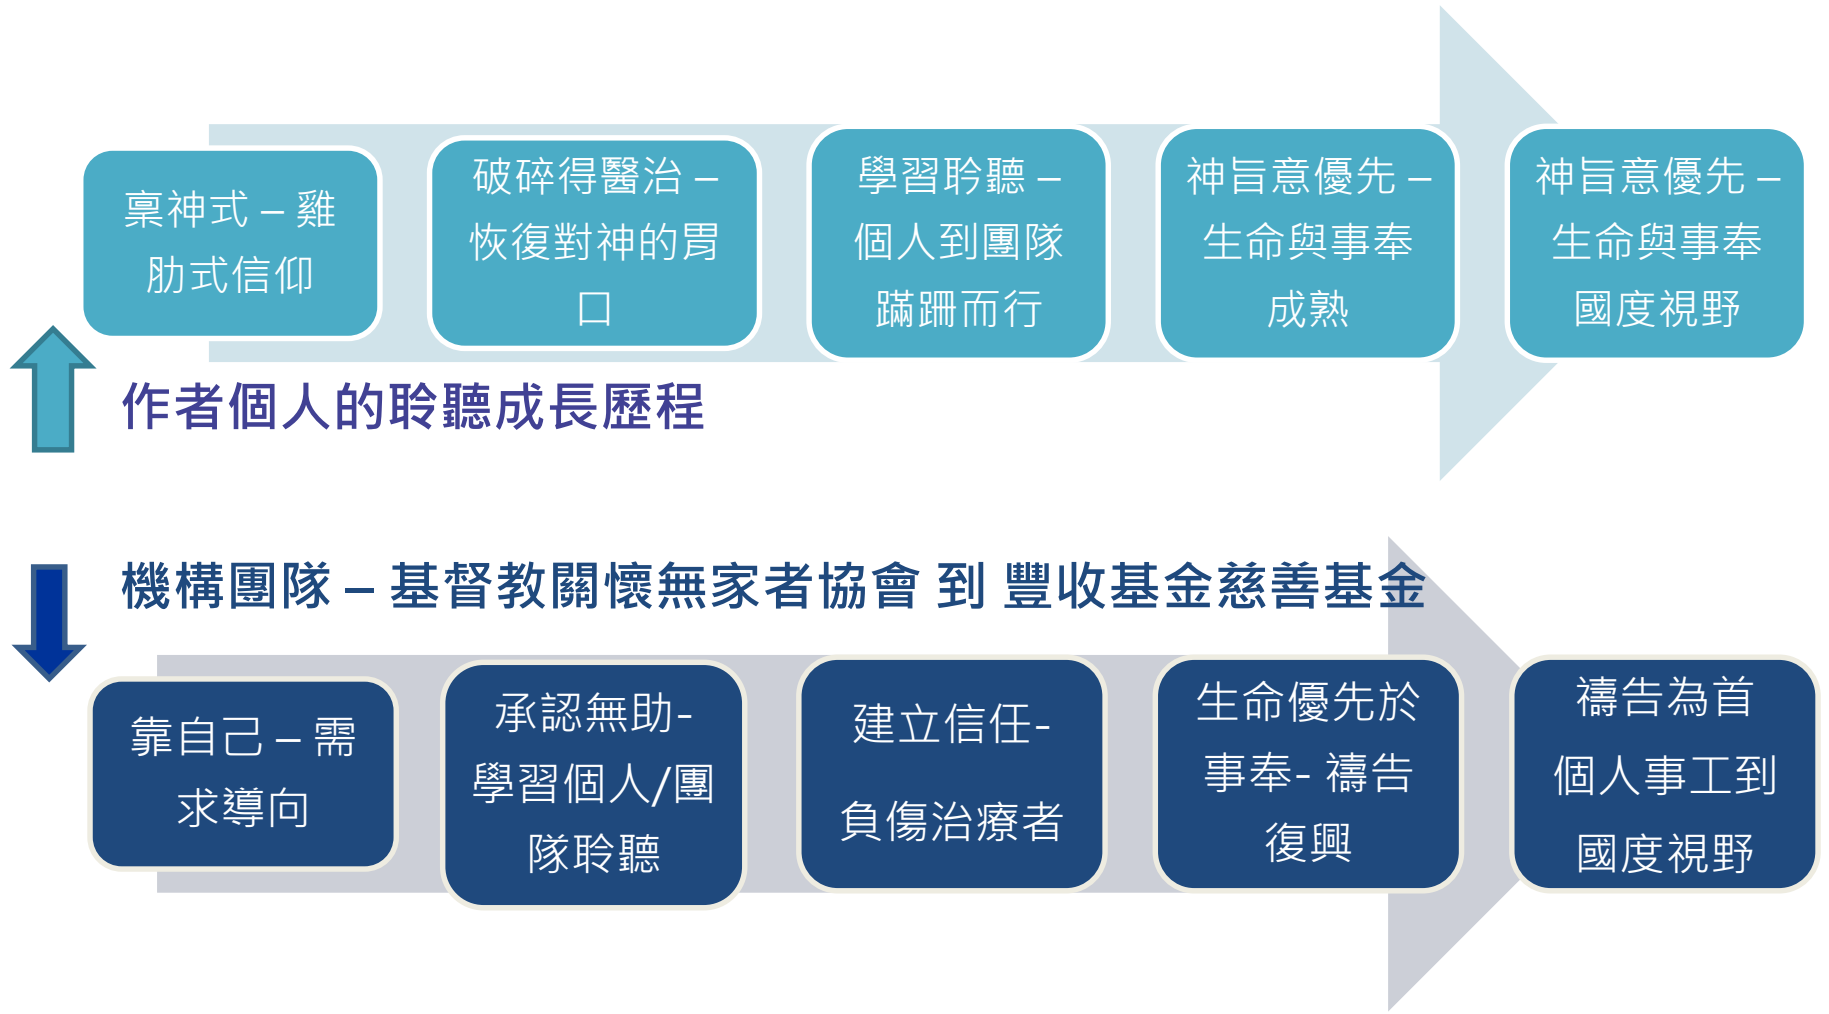 稟神式 – 雞
肋式信仰
破碎得醫治 –
恢復對神的胃
口
學習聆聽 –
個人到團隊
蹣跚而行
神旨意優先 –
生命與事奉
成熟
神旨意優先 –
生命與事奉
國度視野
作者個人的聆聽成長歷程
機構團隊 – 基督教關懷無家者協會 到 豐收基金慈善基金
靠自己 – 需
求導向
承認無助-
學習個人/團
隊聆聽
建立信任-
負傷治療者
生命優先於
事奉- 禱告
復興
禱告為首
個人事工到
國度視野